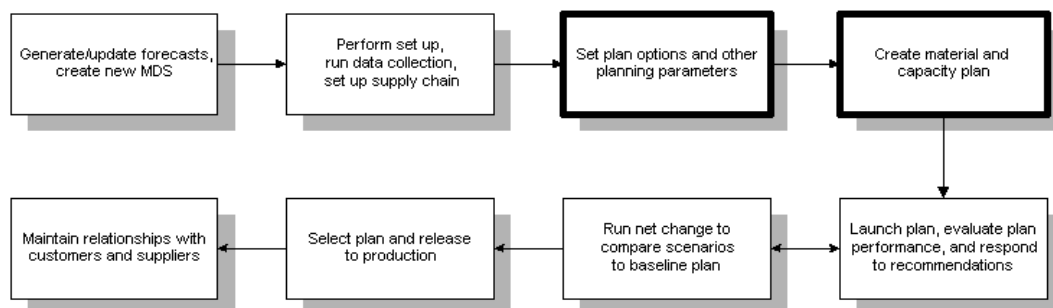 Generate/update forecasts,
create new MDS
Perform set up,
run data collection,
set up supply chain
Set plan options and other
planning parameters
Create material and
capacity plan
Launch plan, evaluate plan
performance, and respond
to recommendations
Run net change to
compare scenarios
to baseline plan
Select plan and release
to production
Maintain relationships with
customers and suppliers